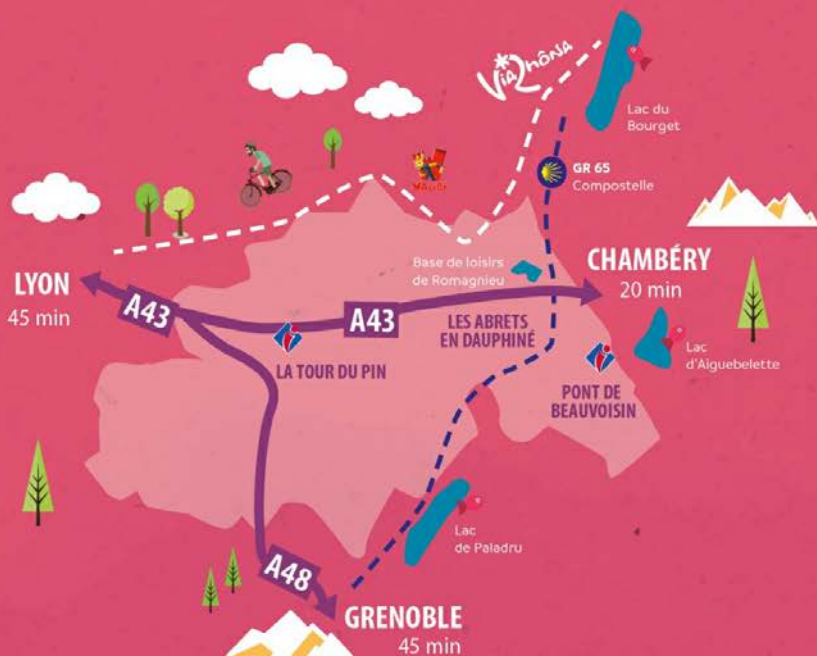 ViaRhôna
Lac du
Bourget
GR 65
Compostelle
WALIBI
Base de loisirs
de Romagnieu
CHAMBÉRY
20 min
LYON
45 min
A43
A43
LES ABRETS
EN DAUPHINÉ
LA TOUR DU PIN
Lac
d'Aiguebelette
PONT DE
BEAUVOISIN
Lac
de Paladru
A48
GRENOBLE
45 min